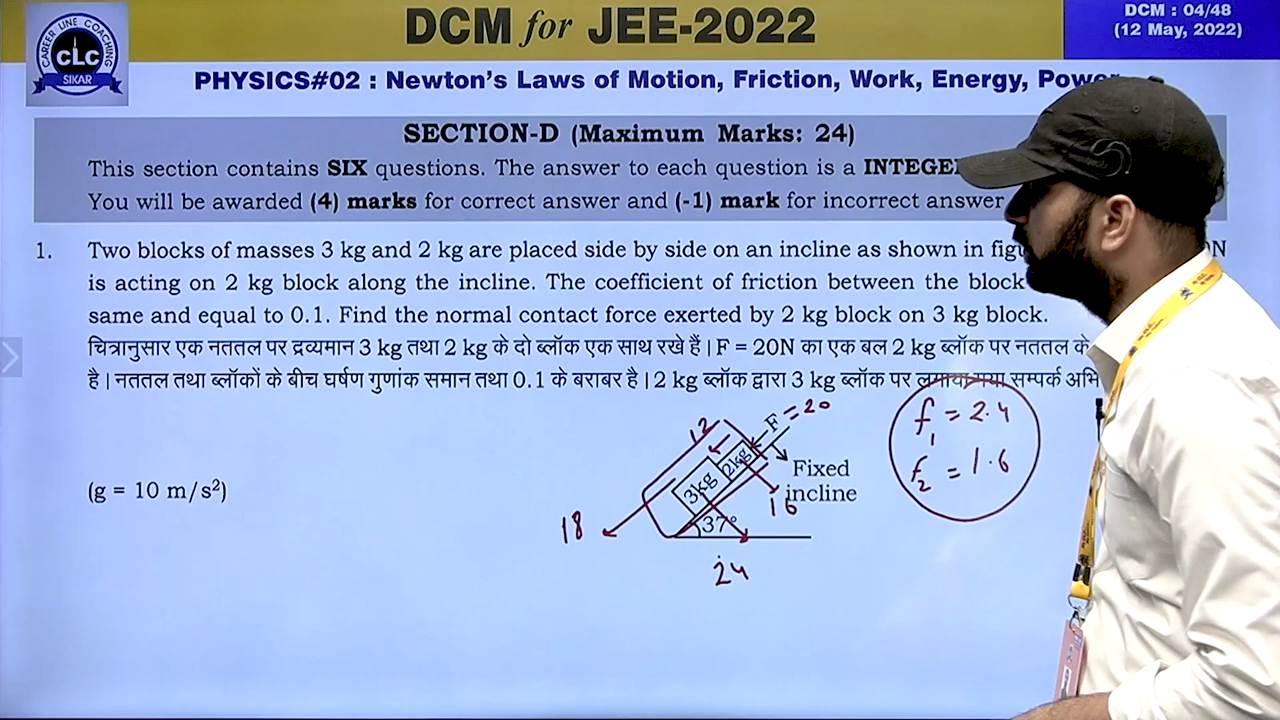 DCM for JEE-2022
DCM : 04/48
(12 May, 2022)
CAREER LINE COACHING
CLC
SIKAR
PHYSICS#02 : Newton's Laws of Motion, Friction, Work, Energy, Power
SECTION-D (Maximum Marks: 24)
This section contains SIX questions. The answer to each question is a
You will be awarded (4) marks for correct answer and (-1) mark for incorrect answer
1. Two blocks of masses 3 kg and 2 kg are placed side by side on an incline as shown in
is acting on 2 kg block along the incline. The coefficient of friction between the block
same and equal to 0.1. Find the normal contact force exerted by 2 kg block on 3 kg block.
चित्रानुसार एक नततल पर द्रव्यमान 3 kg तथा 2 kg के दो ब्लॉक एक साथ रखे हैं। F = 20N का एक बल 2 kg ब्लॉक पर नततल के
है। नततल तथा ब्लॉकों के बीच घर्षण गुणांक समान तथा 0.1 के बराबर है। 2 kg ब्लॉक द्वारा 3 kg ब्लॉक पर लगाया गया सम्पर्क
(g = 10 m/s²)
F = 20
12
2kg
3kg
Fixed
incline
16
37°
18
24
f₁ = 2.4
f₂ = 1.6